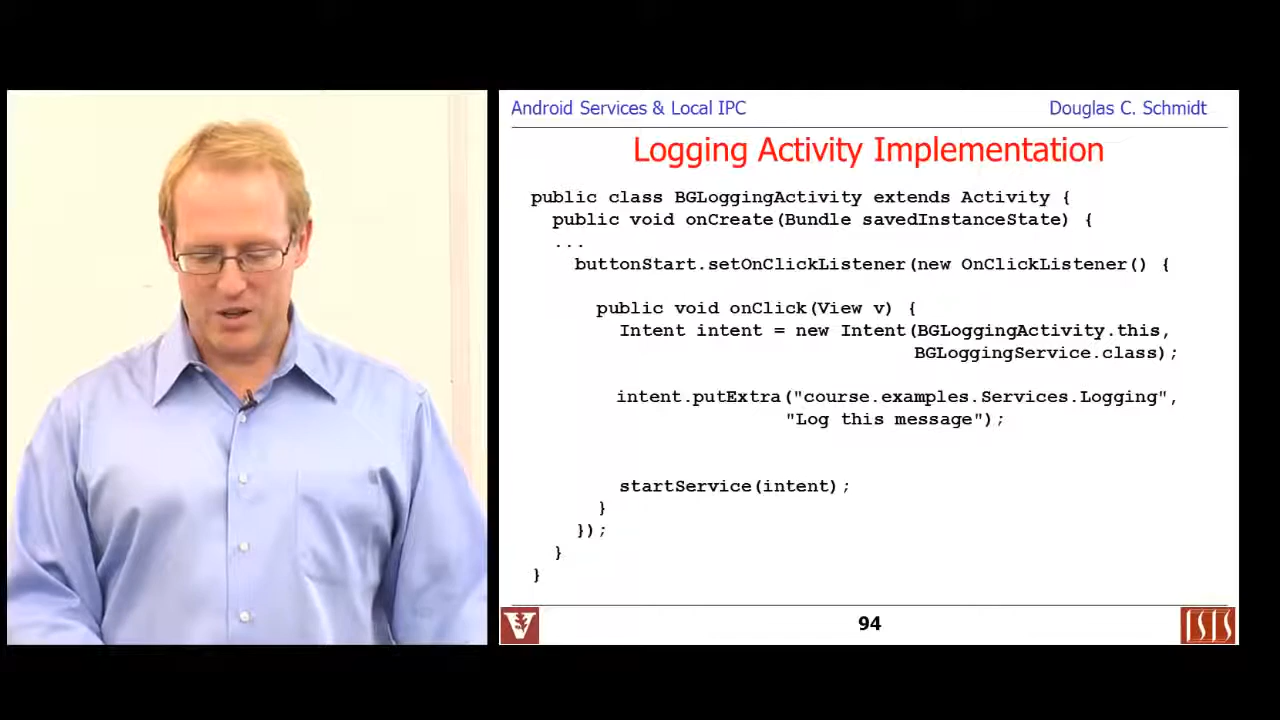 Android Services & Local IPC
Douglas C. Schmidt
Logging Activity Implementation
public class BGLoggingActivity extends Activity {
public void onCreate(Bundle savedInstanceState) {
...
buttonStart.setOnClickListener(new OnClickListener() {
public void onClick(View v) {
Intent intent = new Intent(BGLoggingActivity.this,
BGLoggingService.class);
intent.putExtra("course.examples.Services.Logging",
"Log this message");
startService(intent);
}
});
}
}
V
94
ISIS